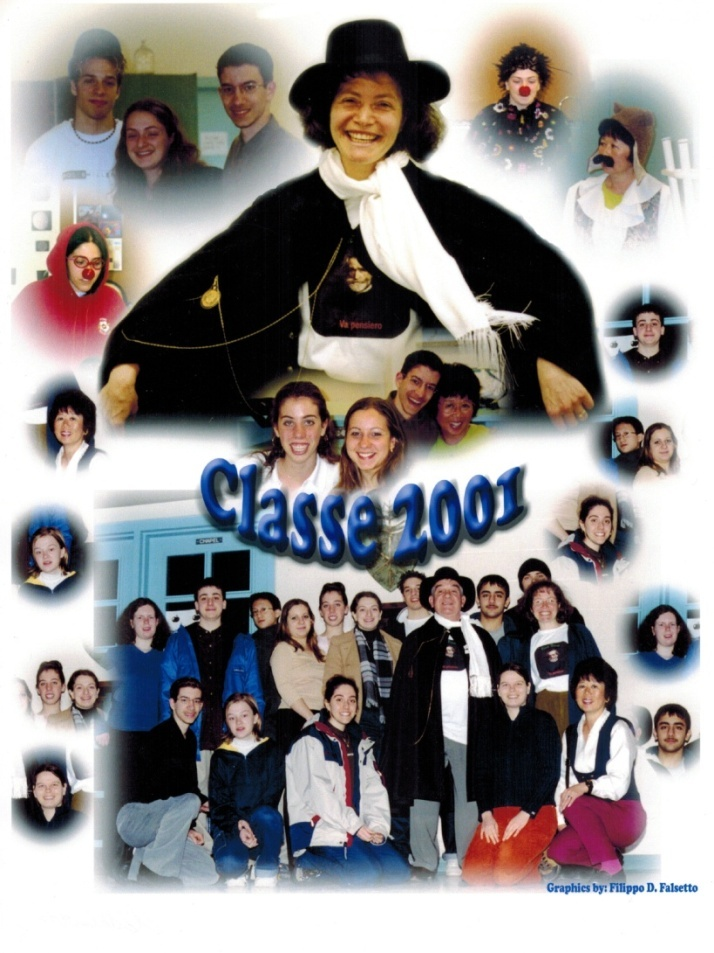 Va pensiero
Classe 2001
CHAPEL
Graphics by: Filippo D. Falsetto